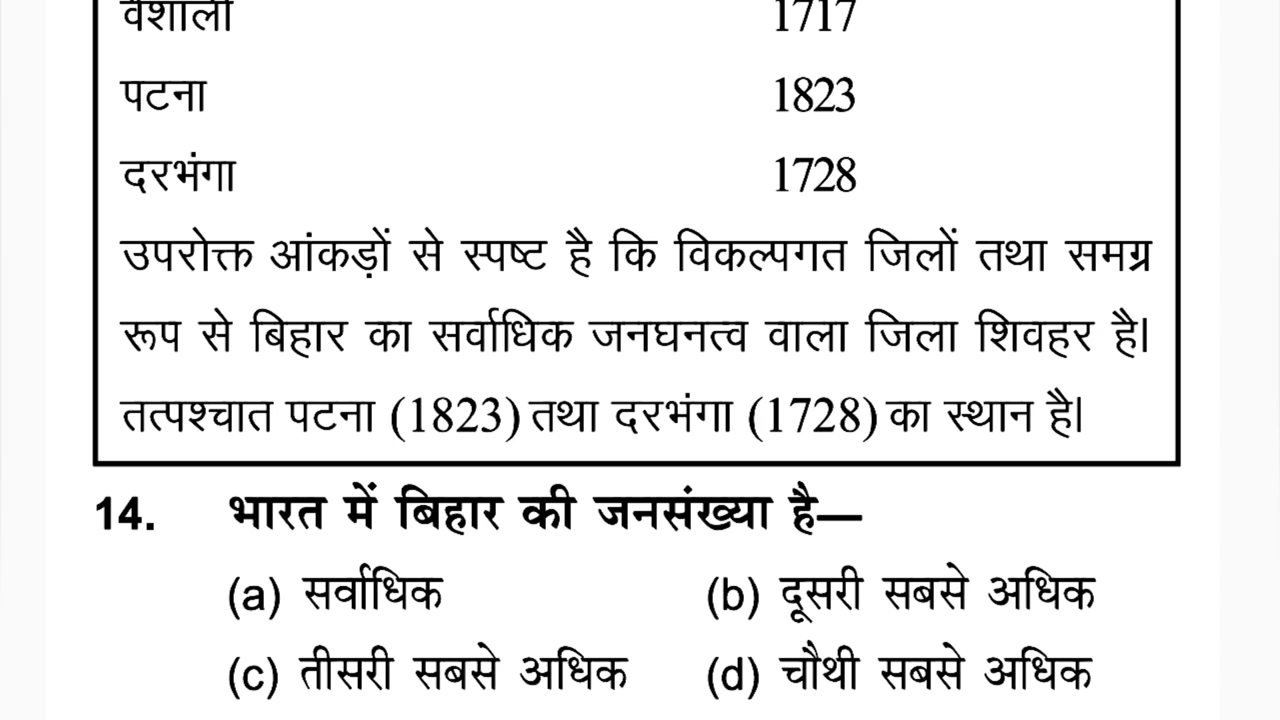 वैशाली 1717
पटना 1823
दरभंगा 1728
उपरोक्त आंकड़ों से स्पष्ट है कि विकल्पगत जिलों तथा समग्र
रूप से बिहार का सर्वाधिक जनघनत्व वाला जिला शिवहर है।
तत्पश्चात पटना (1823) तथा दरभंगा (1728) का स्थान है।
14. भारत में बिहार की जनसंख्या है—
(a) सर्वाधिक (b) दूसरी सबसे अधिक
(c) तीसरी सबसे अधिक (d) चौथी सबसे अधिक